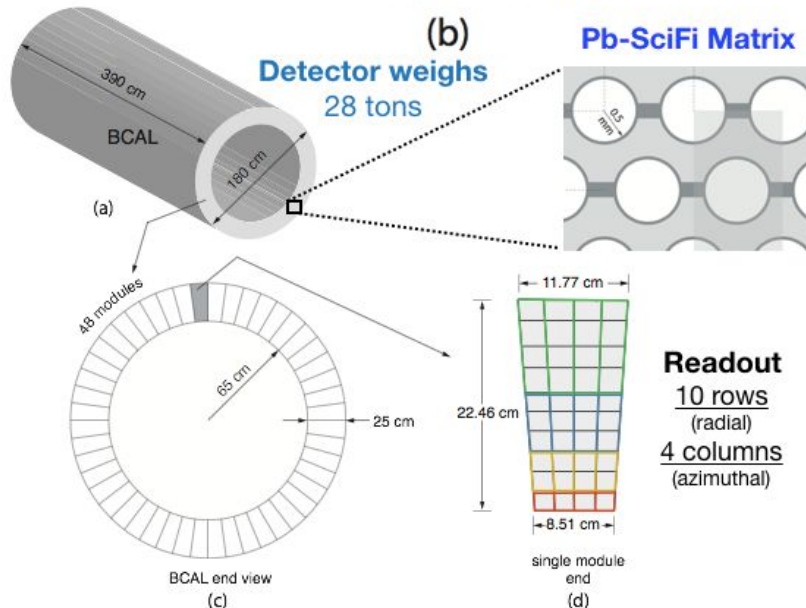 (b)
Pb-SciFi Matrix
Detector weighs
28 tons
390 cm
BCAL
180 cm
(a)
0.5
mm
48 modules
65 cm
25 cm
BCAL end view
(c)
11.77 cm
22.46 cm
8.51 cm
single module
end
(d)
Readout
10 rows
(radial)
4 columns
(azimuthal)